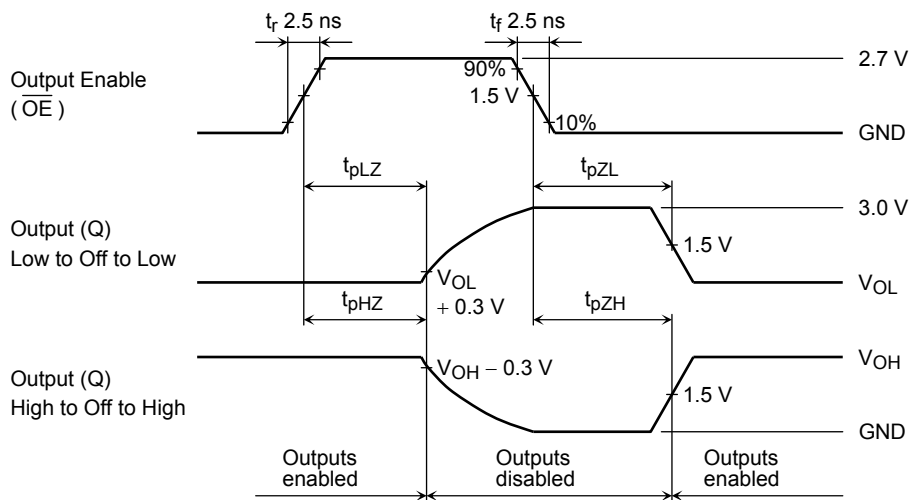 tr 2.5 ns
tf 2.5 ns
Output Enable
( OE )
90%
1.5 V
10%
2.7 V
GND
tpLZ
tpZL
Output (Q)
Low to Off to Low
3.0 V
1.5 V
VOL
+ 0.3 V
VOL
tpHZ
tpZH
Output (Q)
High to Off to High
VOH − 0.3 V
VOH
1.5 V
GND
Outputs
enabled
Outputs
disabled
Outputs
enabled